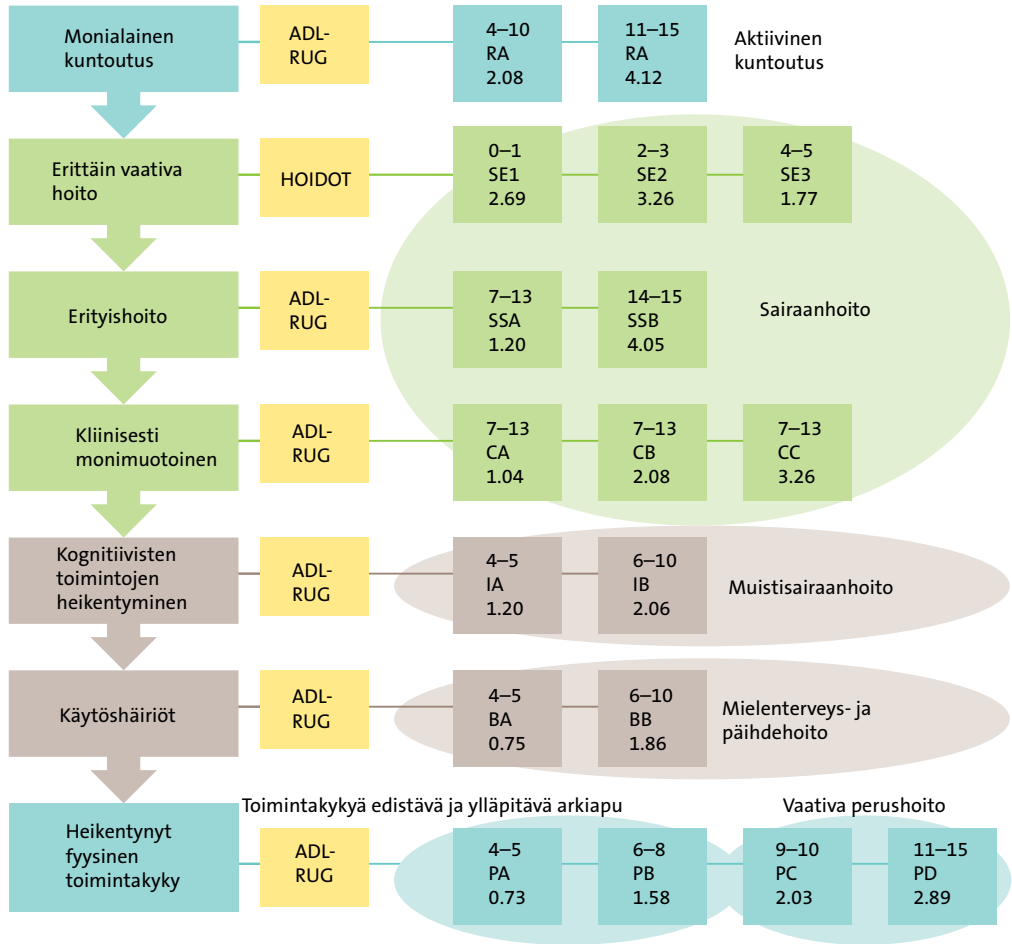 Monialainen
kuntoutus
ADL-
RUG
4–10
RA
2.08
11–15
RA
4.12
Aktiivinen
kuntoutus
Erittäin vaativa
hoito
HOIDOT
0–1
SE1
2.69
2–3
SE2
3.26
4–5
SE3
1.77
Erityishoito
ADL-
RUG
7–13
SSA
1.20
14–15
SSB
4.05
Sairaanhoito
Kliinisesti
monimuotoinen
ADL-
RUG
7–13
CA
1.04
7–13
CB
2.08
7–13
CC
3.26
Kognitiivisten
toimintojen
heikentyminen
ADL-
RUG
4–5
IA
1.20
6–10
IB
2.06
Muistisairaanhoito
Käytöshäiriöt
ADL-
RUG
4–5
BA
0.75
6–10
BB
1.86
Mielenterveys- ja
päihdehoito
Toimintakykyä edistävä ja ylläpitävä arkiapu
Vaativa perushoito
Heikentynyt
fyysinen
toimintakyky
ADL-
RUG
4–5
PA
0.73
6–8
PB
1.58
9–10
PC
2.03
11–15
PD
2.89